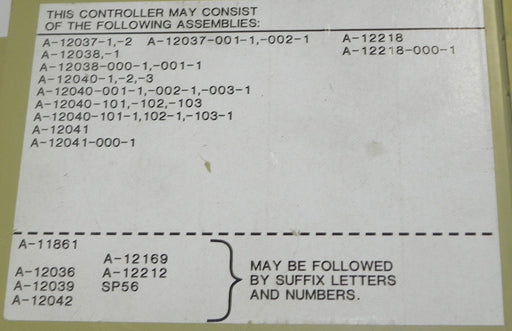 THIS CONTROLLER MAY CONSIST
OF THE FOLLOWING ASSEMBLIES:
A-12037-1,-2 A-12037-001-1,-002-1 A-12218
A-12038,-1 A-12218-000-1
A-12038-000-1,-001-1
A-12040-1,-2,-3
A-12040-001-1,-002-1,-003-1
A-12040-101,-102,-103
A-12040-101-1,102-1,-103-1
A-12041
A-12041-000-1
A-11861
A-12169
A-12036 A-12212
A-12039 SP56
A-12042
MAY BE FOLLOWED
BY SUFFIX LETTERS
AND NUMBERS.